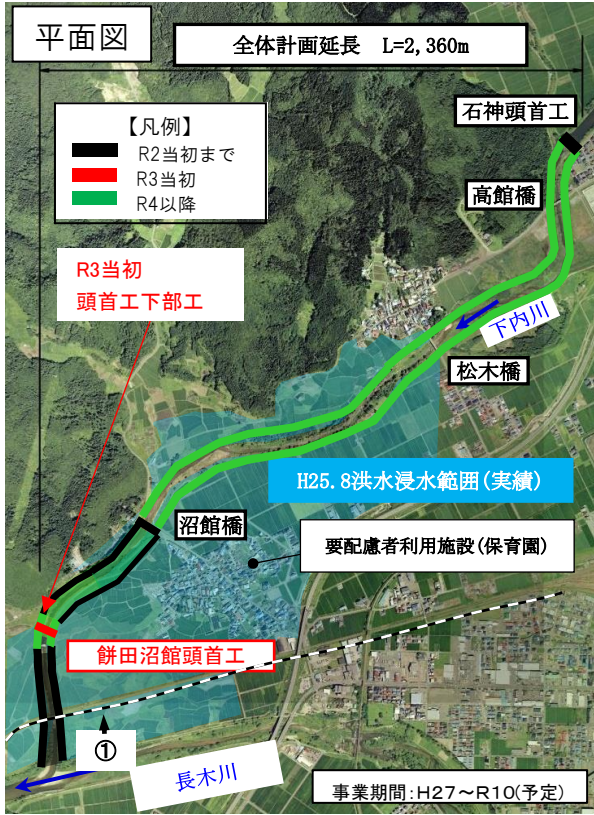 平面図
全体計画延長　L=2,360m
石神頭首工
【凡例】
R2当初まで
R3当初
R4以降
高館橋
R3当初
頭首工下部工
下内川
松木橋
H25.8洪水浸水範囲(実績)
沼館橋
要配慮者利用施設(保育園)
餅田沼館頭首工
①
長木川
事業期間:H27～R10(予定)